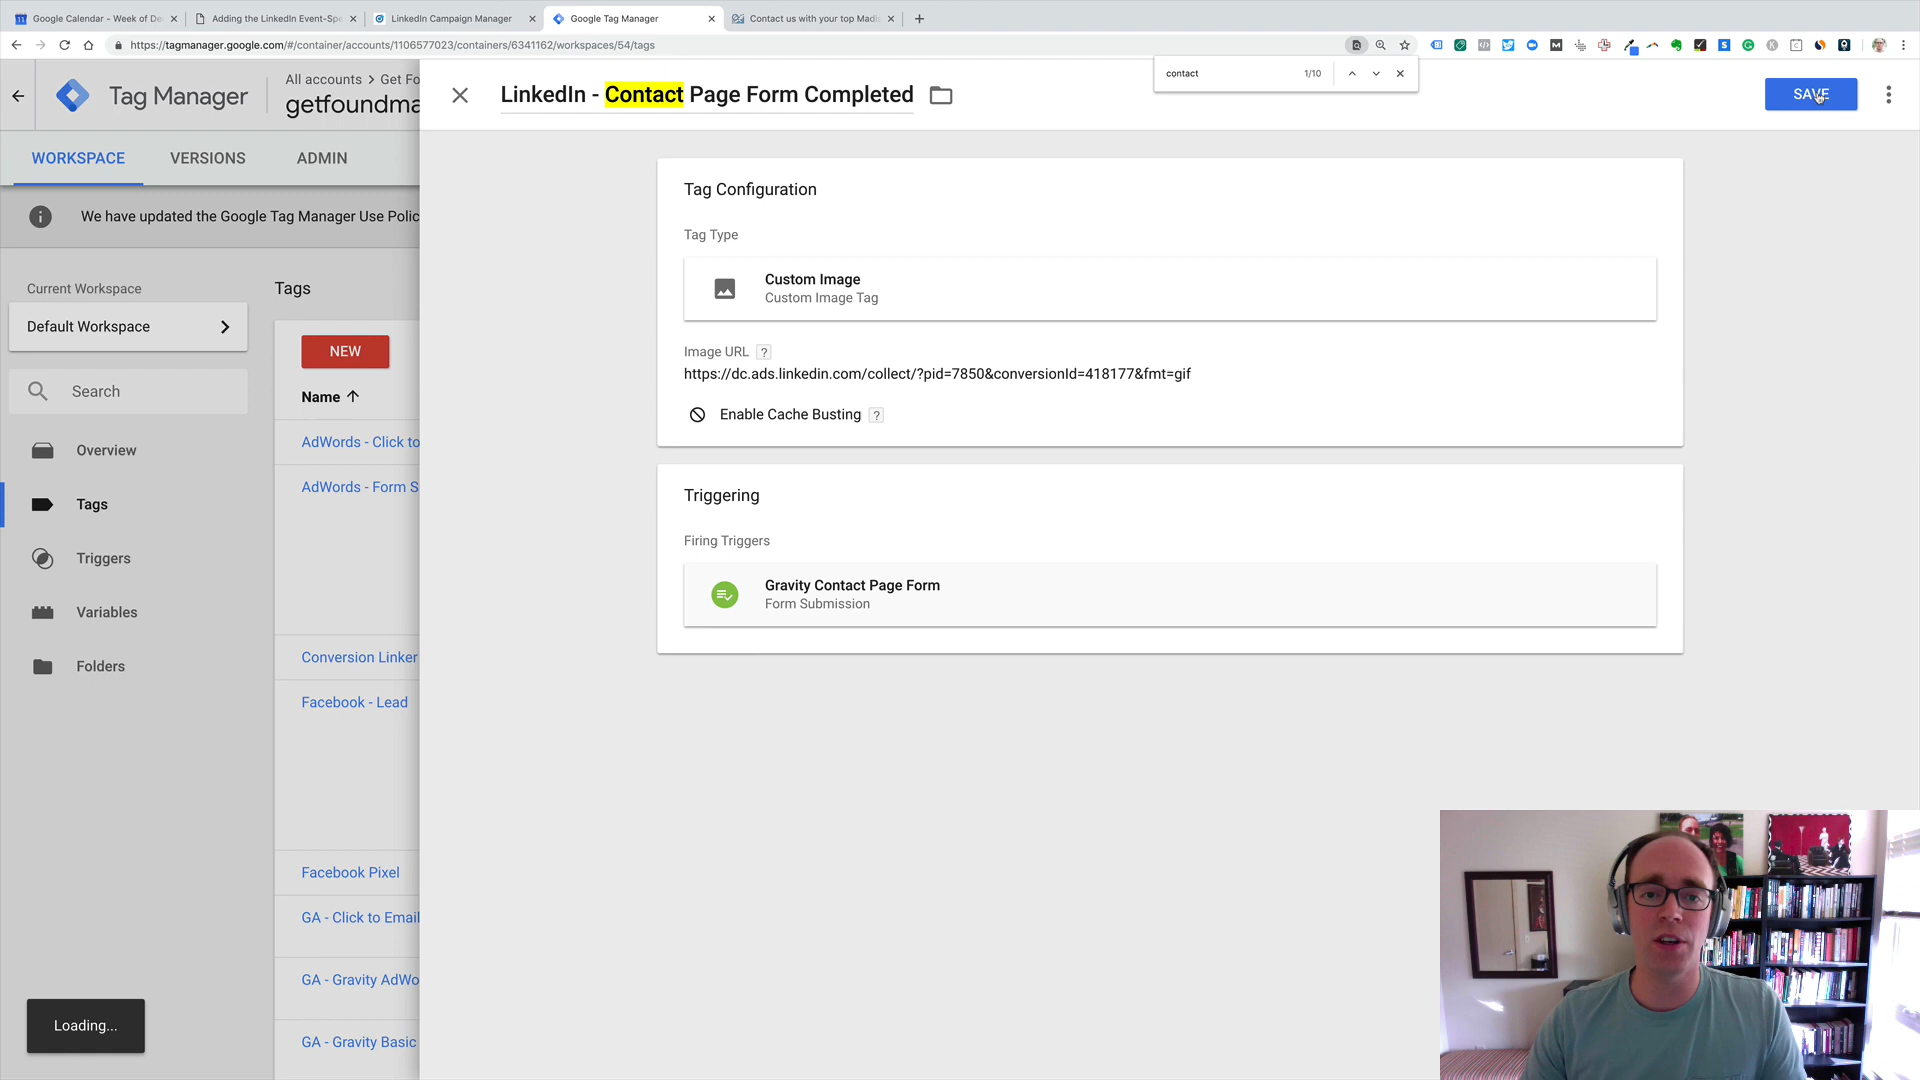 Google Calendar - Week of De
Adding the LinkedIn Event-Spe
LinkedIn Campaign Manager
Google Tag Manager
Contact us with your top Madi
https://tagmanager.google.com/#/container/accounts/1106577023/containers/6341162/workspaces/54/tags
contact
1/10
Tag Manager
All accounts > Get Fo
getfoundma
LinkedIn - Contact Page Form Completed
SAVE
WORKSPACE
VERSIONS
ADMIN
We have updated the Google Tag Manager Use Polic
Current Workspace
Default Workspace
Search
Overview
Tags
Triggers
Variables
Folders
Loading...
Tags
NEW
Name
AdWords - Click to
AdWords - Form S
Conversion Linker
Facebook - Lead
Facebook Pixel
GA - Click to Email
GA - Gravity AdWo
GA - Gravity Basic
Tag Configuration
Tag Type
Custom Image
Custom Image Tag
Image URL ?
https://dc.ads.linkedin.com/collect/?pid=7850&conversionId=418177&fmt=gif
Enable Cache Busting ?
Triggering
Firing Triggers
Gravity Contact Page Form
Form Submission